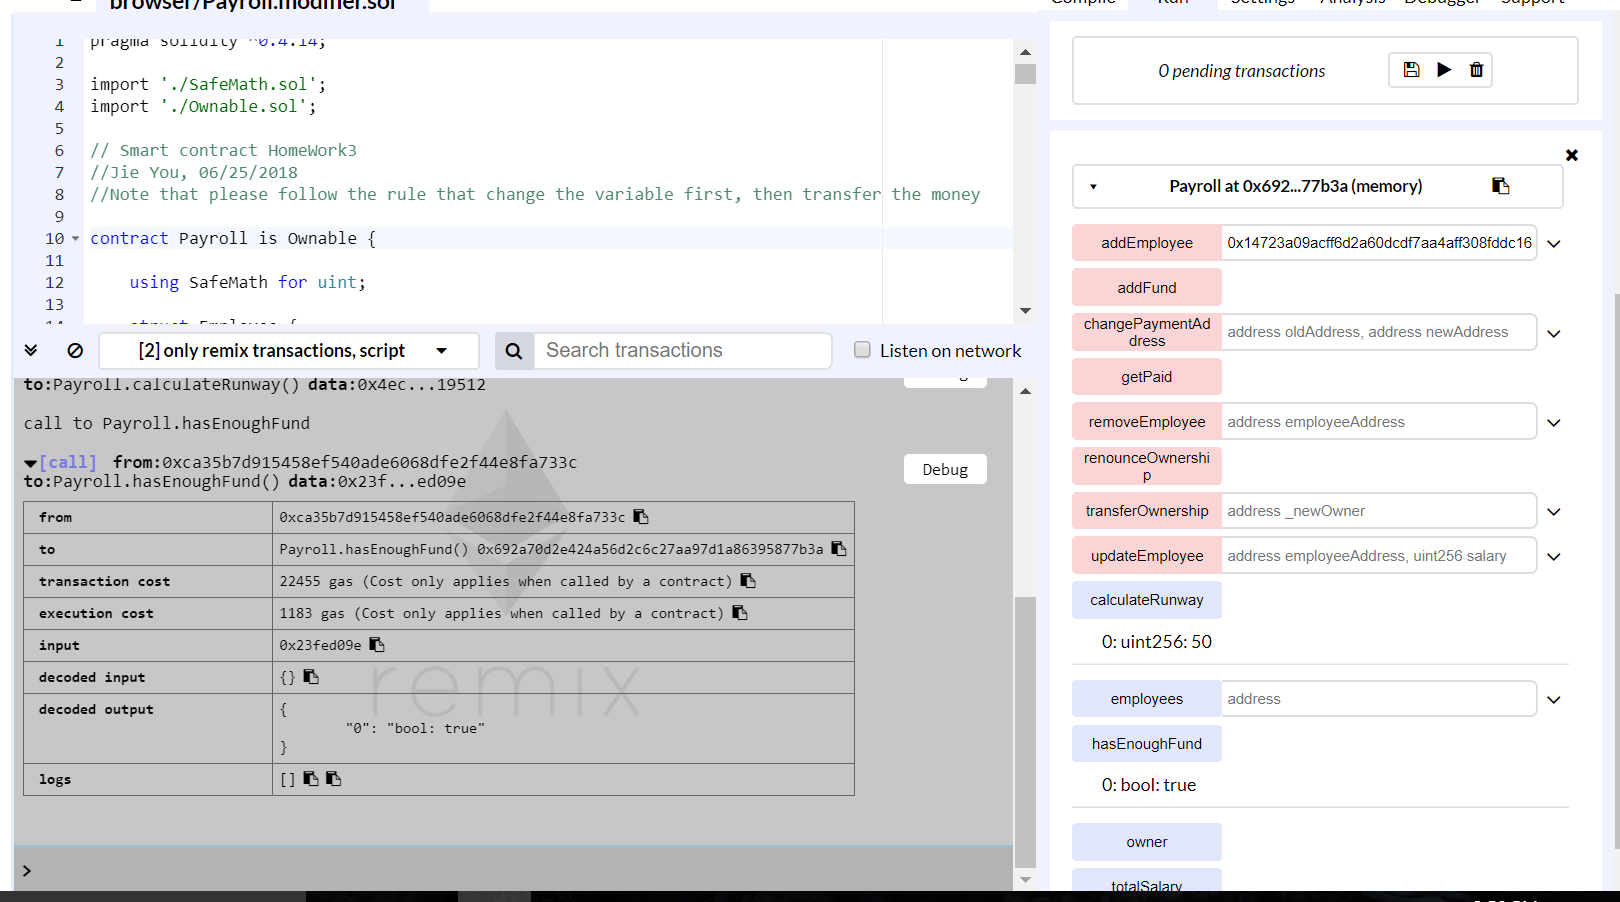 browser/Payroll.modifier.sol
Compile Run Settings Analysis Debugger Support
1 pragma solidity ^0.4.14;
2
3 import './SafeMath.sol';
4 import './Ownable.sol';
5
6 // Smart contract HomeWork3
7 //Jie You, 06/25/2018
8 //Note that please follow the rule that change the variable first, then transfer the money
9
10 contract Payroll is Ownable {
11
12 using SafeMath for uint;
13
14 struct Employee {
[2] only remix transactions, script
Search transactions
Listen on network
to:Payroll.calculateRunway() data:0x4ec...19512
call to Payroll.hasEnoughFund
[call] from:0xca35b7d915458ef540ade6068dfe2f44e8fa733c
to:Payroll.hasEnoughFund() data:0x23f...ed09e
Debug
from 0xca35b7d915458ef540ade6068dfe2f44e8fa733c
to Payroll.hasEnoughFund() 0x692a70d2e424a56d2c6c27aa97d1a86395877b3a
transaction cost 22455 gas (Cost only applies when called by a contract)
execution cost 1183 gas (Cost only applies when called by a contract)
input 0x23fed09e
decoded input {}
decoded output {
"0": "bool: true"
}
logs []
remix
>
0 pending transactions
Payroll at 0x692...77b3a (memory)
addEmployee 0x14723a09acff6d2a60dcdf7aa4aff308fddc16
addFund
changePaymentAd
dress
address oldAddress, address newAddress
getPaid
removeEmployee address employeeAddress
renounceOwnershi
p
transferOwnership address _newOwner
updateEmployee address employeeAddress, uint256 salary
calculateRunway
0: uint256: 50
employees address
hasEnoughFund
0: bool: true
owner
totalSalary